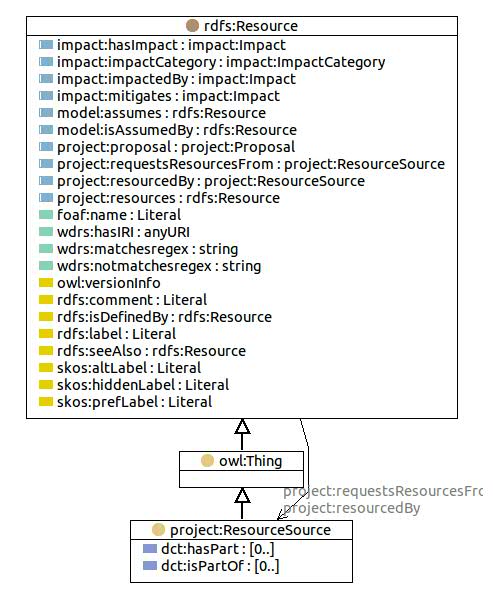 rdfs:Resource
impact:hasImpact : impact:Impact
impact:impactCategory : impact:ImpactCategory
impact:impactedBy : impact:Impact
impact:mitigates : impact:Impact
model:assumes : rdfs:Resource
model:isAssumedBy : rdfs:Resource
project:proposal : project:Proposal
project:requestsResourcesFrom : project:ResourceSource
project:resourcedBy : project:ResourceSource
project:resources : rdfs:Resource
foaf:name : Literal
wdrs:hasIRI : anyURI
wdrs:matchesregex : string
wdrs:notmatchesregex : string
owl:versionInfo
rdfs:comment : Literal
rdfs:isDefinedBy : rdfs:Resource
rdfs:label : Literal
rdfs:seeAlso : rdfs:Resource
skos:altLabel : Literal
skos:hiddenLabel : Literal
skos:prefLabel : Literal
owl:Thing
project:requestsResourcesFro
project:resourcedBy
project:ResourceSource
dct:hasPart : [0..]
dct:isPartOf : [0..]